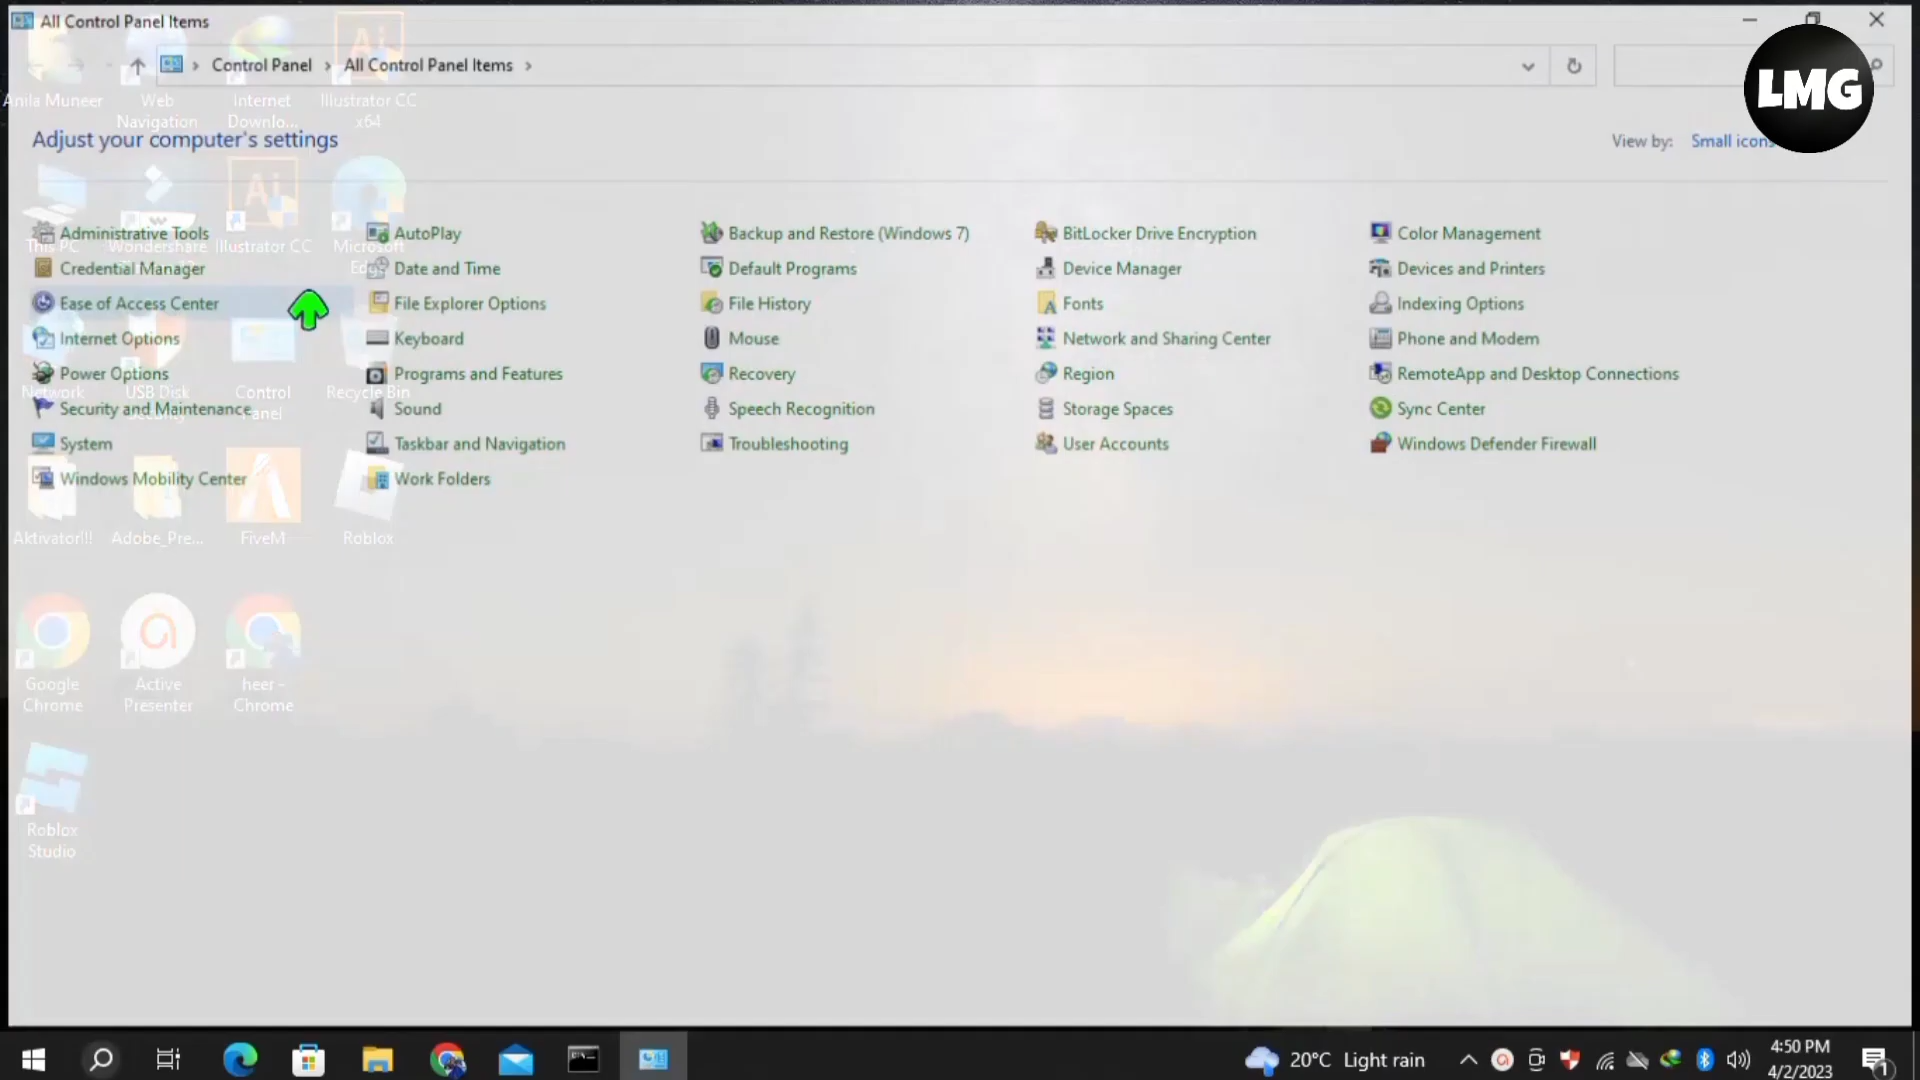 All Control Panel Items
Control Panel
All Control Panel Items
LMG
Anila Muneer
Web Navigation
Internet Downlo...
Illustrator CC x64
Adjust your computer's settings
View by:
Small icons
Administrative Tools
AutoPlay
Backup and Restore (Windows 7)
BitLocker Drive Encryption
Color Management
This PC
Wondershare
Illustrator CC
Microsoft
Edge
Credential Manager
Date and Time
Default Programs
Device Manager
Devices and Printers
Ease of Access Center
File Explorer Options
File History
Fonts
Indexing Options
Internet Options
Keyboard
Mouse
Network and Sharing Center
Phone and Modem
Power Options
Programs and Features
Recovery
Region
RemoteApp and Desktop Connections
Network
USB Disk Security
Control Panel
Recycle Bin
Security and Maintenance
Sound
Speech Recognition
Storage Spaces
Sync Center
System
Taskbar and Navigation
Troubleshooting
User Accounts
Windows Defender Firewall
Windows Mobility Center
Work Folders
Aktivator!!!
Adobe_Pre...
FiveM
Roblox
Google Chrome
Active Presenter
heer - Chrome
Roblox Studio
20°C Light rain
4:50 PM
4/2/2023
1